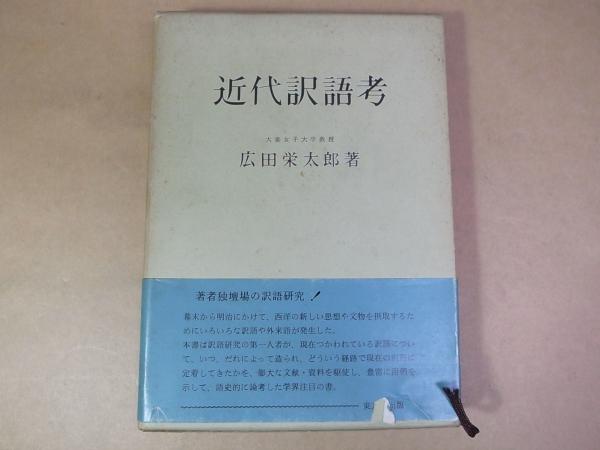 近代訳語考
大妻女子大学教授
広田栄太郎著
著者独壇場の訳語研究!
幕末から明治にかけて、西洋の新しい思想や文物を摂取するた
めにいろいろな訳語や外来語が発生した。
本書は訳語研究の第一人者が、現在つかわれている訳語につい
て、いつ、だれによって造られ、どういう経路で現在の
定着してきたかを、厖大な文献・資料を駆使し、豊富に用例を
示して、語史的に論考した学界注目の書。
東 出版